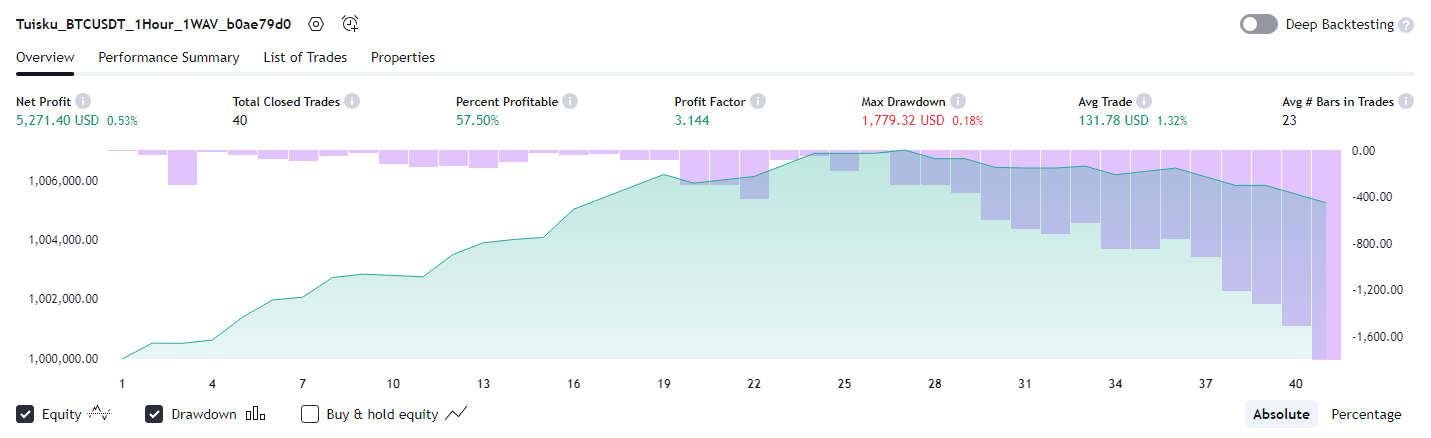 Tuisku_BTCUSDT_1Hour_1WAV_b0ae79d0 Deep Backtesting ?
Overview Performance Summary List of Trades Properties
Net Profit i Total Closed Trades i Percent Profitable i Profit Factor i Max Drawdown i Avg Trade i Avg # Bars in Trades i
5,271.40 USD 0.53% 40 57.50% 3.144 1,779.32 USD 0.18% 131.78 USD 1.32% 23
0.00
1,006,000.00
-400.00
1,004,000.00
-800.00
-1,200.00
1,002,000.00
-1,600.00
1,000,000.00
1 4 7 10 13 16 19 22 25 28 31 34 37 40
Equity Drawdown Buy & hold equity Absolute Percentage